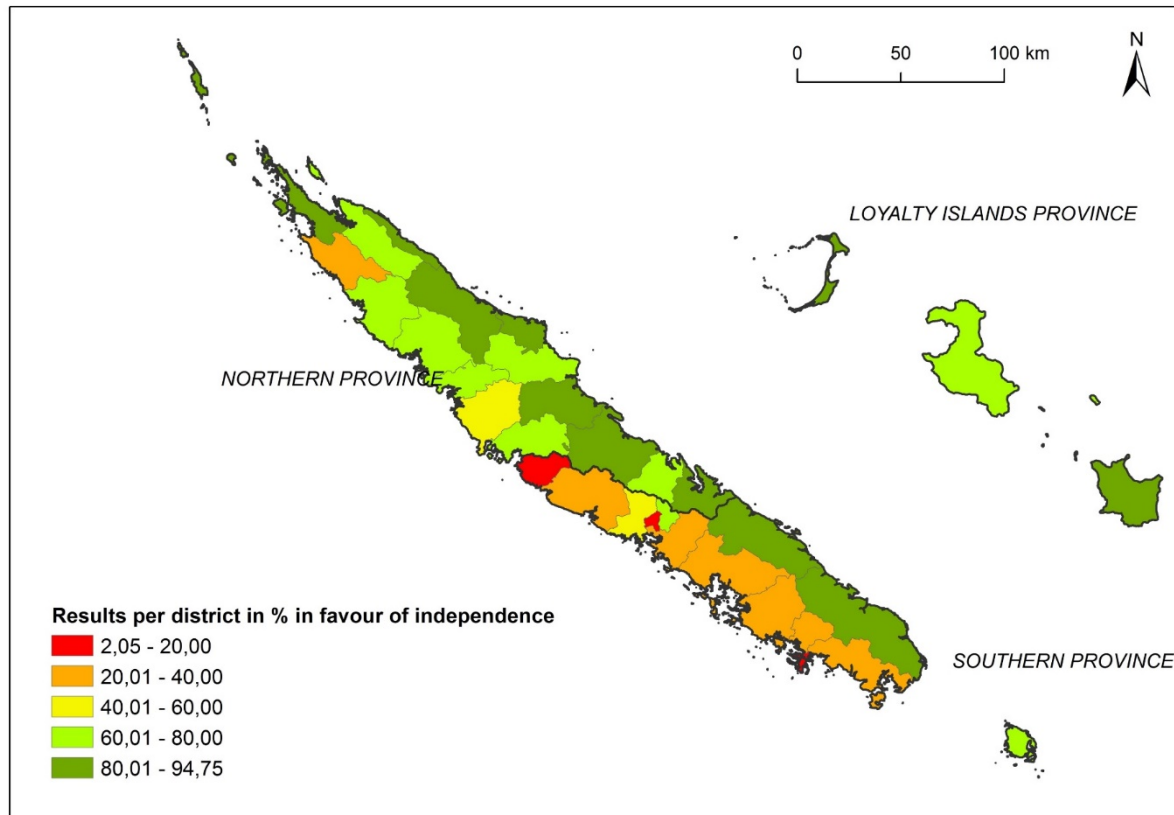 0 50 100 km
N
LOYALTY ISLANDS PROVINCE
NORTHERN PROVINCE
Results per district in % in favour of independence
2,05 - 20,00
20,01 - 40,00
40,01 - 60,00
60,01 - 80,00
80,01 - 94,75
SOUTHERN PROVINCE